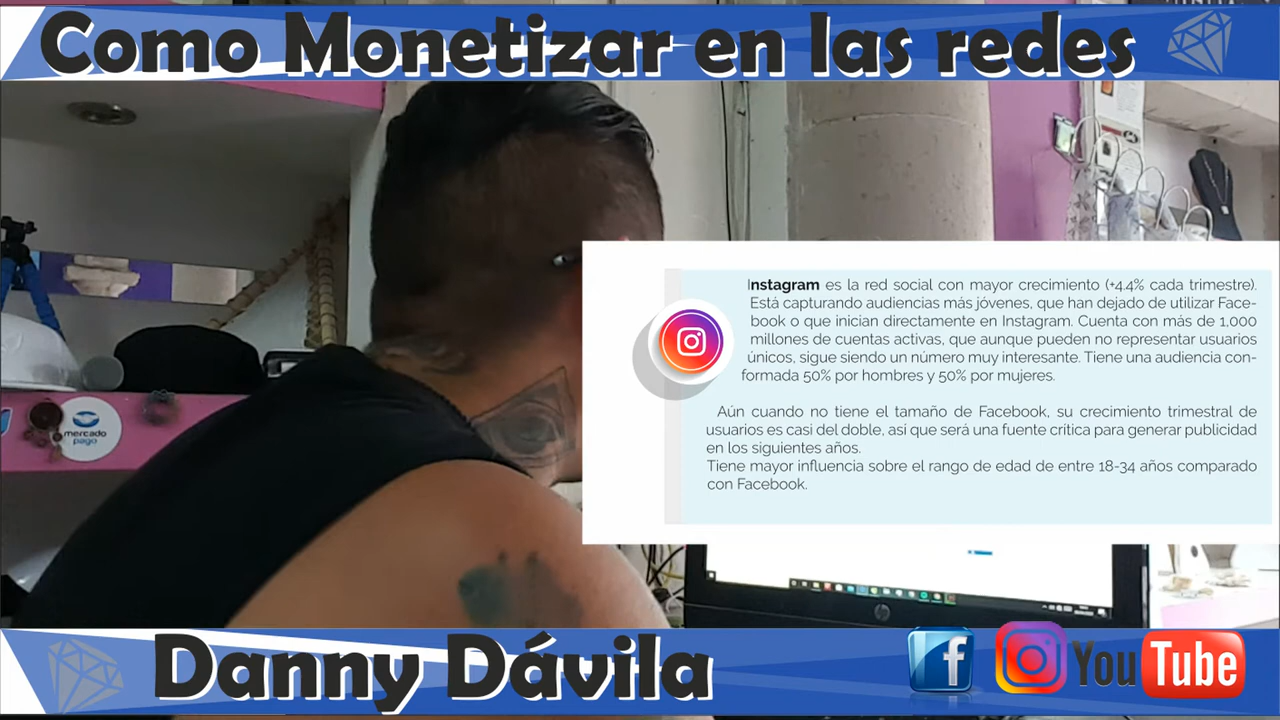 Como Monetizar en las redes
Instagram es la red social con mayor crecimiento (+4.4% cada trimestre).
Está capturando audiencias más jóvenes, que han dejado de utilizar Face-
book o que inician directamente en Instagram. Cuenta con más de 1,000
millones de cuentas activas, que aunque pueden no representar usuarios
únicos, sigue siendo un número muy interesante. Tiene una audiencia con-
formada 50% por hombres y 50% por mujeres.
Aún cuando no tiene el tamaño de Facebook, su crecimiento trimestral de
usuarios es casi del doble, así que será una fuente crítica para generar publicidad
en los siguientes años.
Tiene mayor influencia sobre el rango de edad de entre 18-34 años comparado
con Facebook.
mercado
pago
hp
Danny Dávila
f
YouTube